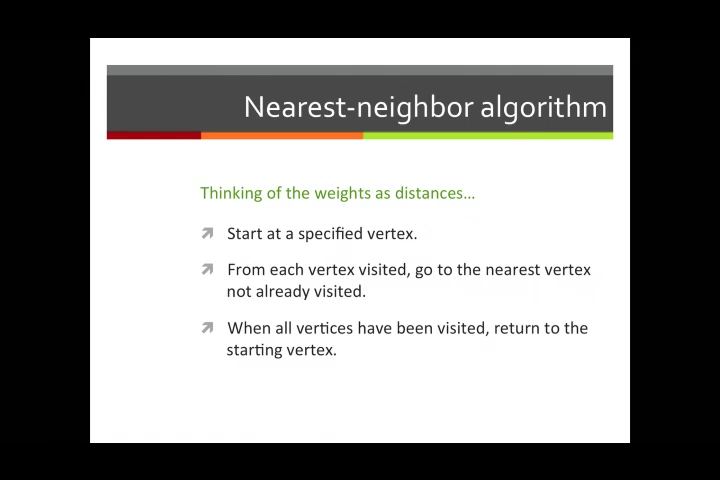 Nearest-neighbor algorithm
Thinking of the weights as distances...
Start at a specified vertex.
From each vertex visited, go to the nearest vertex
not already visited.
When all vertices have been visited, return to the
starting vertex.